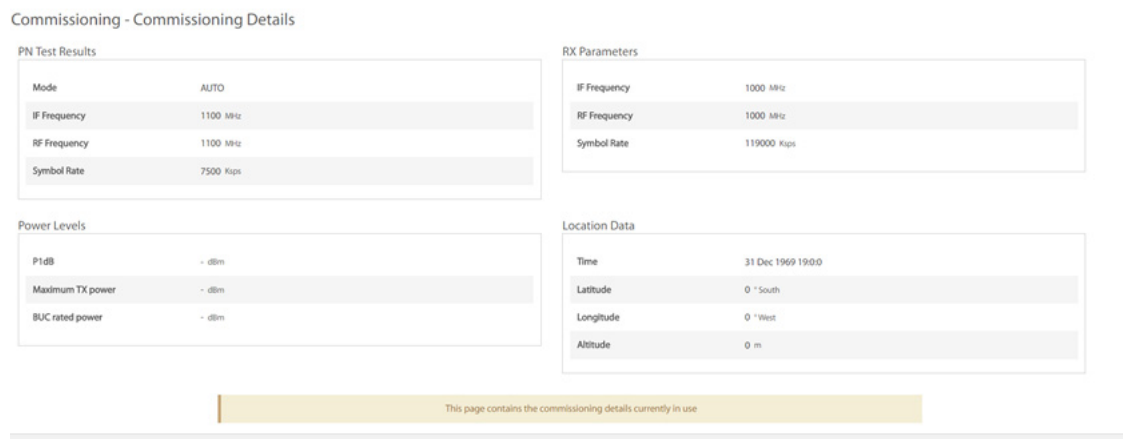 Commissioning - Commissioning Details
PN Test Results
Mode AUTO
IF Frequency 1100 MHz
RF Frequency 1100 MHz
Symbol Rate 7500 Ksps
RX Parameters
IF Frequency 1000 MHz
RF Frequency 1000 MHz
Symbol Rate 119000 Ksps
Power Levels
P1dB - dBm
Maximum TX power - dBm
BUC rated power - dBm
Location Data
Time 31 Dec 1969 19:0:0
Latitude 0 ° South
Longitude 0 ° West
Altitude 0 m
This page contains the commissioning details currently in use